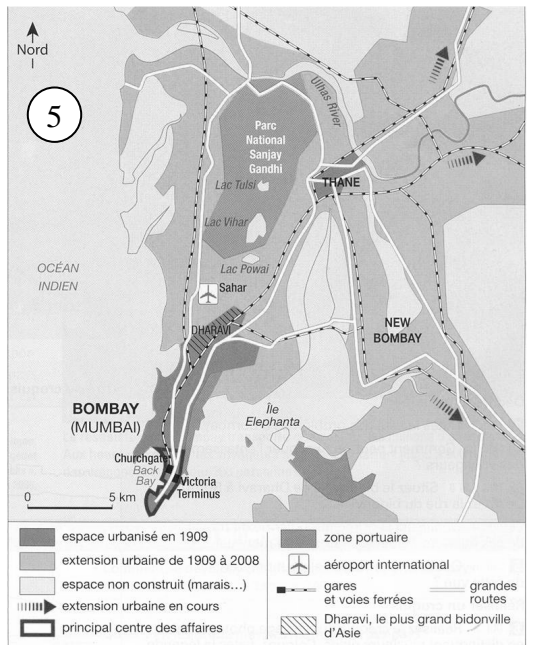 Nord
5
Ulhas River
Parc
National
Sanjay
Gandhi
Lac Tulsi
THANE
Lac Vihar
Lac Powai
OCÉAN
INDIEN
Sahar
DHARAVI
NEW
BOMBAY
BOMBAY
(MUMBAI)
Île
Elephanta
Churchgate
Back
Bay
Victoria
Terminus
0 5 km
espace urbanisé en 1909
extension urbaine de 1909 à 2008
espace non construit (marais…)
extension urbaine en cours
principal centre des affaires
zone portuaire
aéroport international
gares
et voies ferrées
grandes
routes
Dharavi, le plus grand bidonville
d'Asie